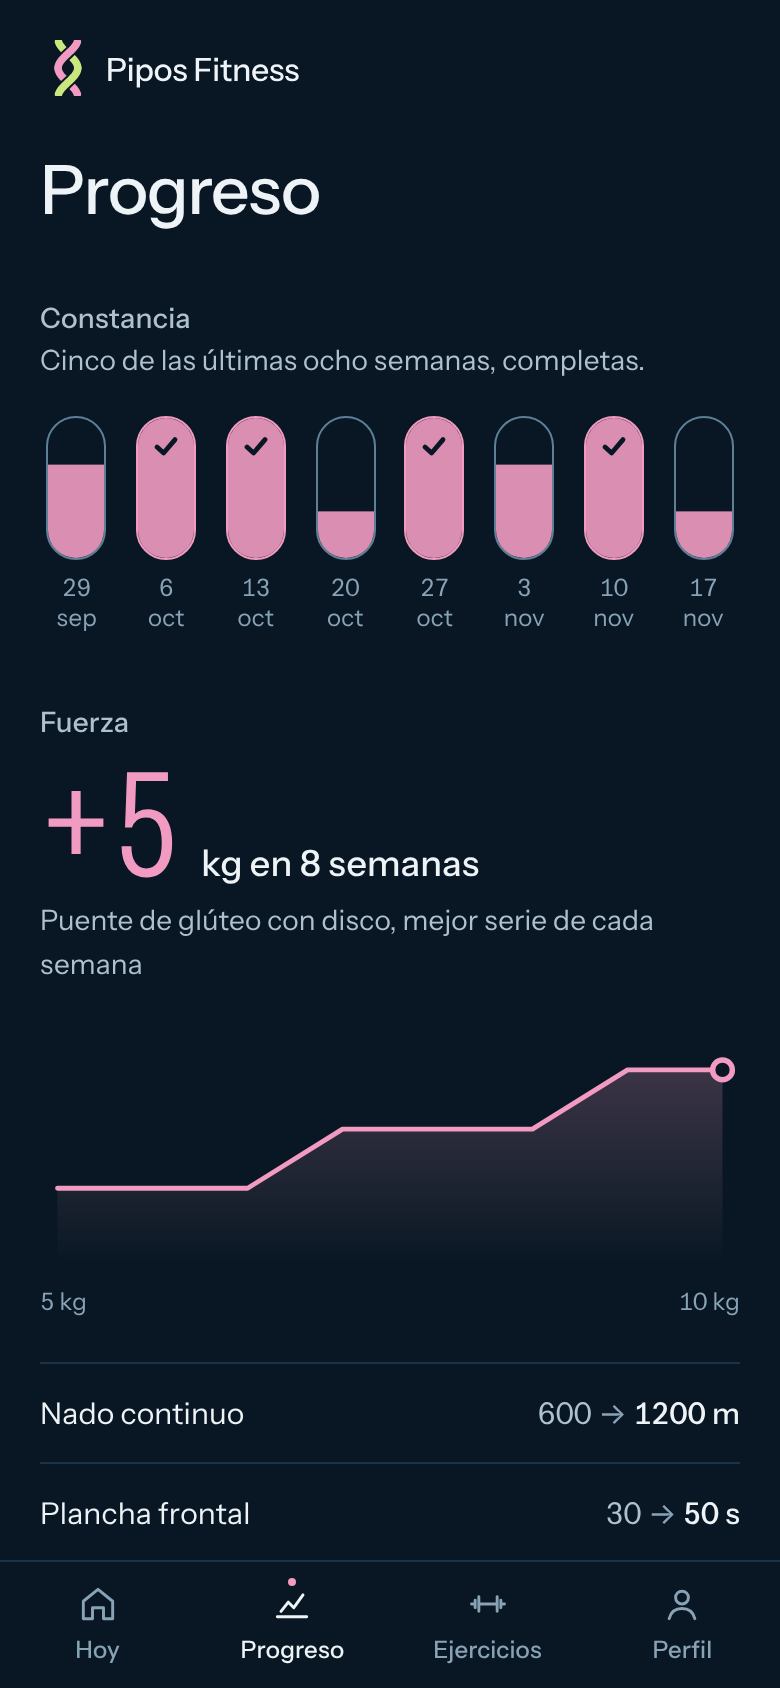 Pipos Fitness
Progreso
Constancia
Cinco de las últimas ocho semanas, completas.
29 sep
6 oct
13 oct
20 oct
27 oct
3 nov
10 nov
17 nov
Fuerza
+5 kg en 8 semanas
Puente de glúteo con disco, mejor serie de cada
semana
5 kg
10 kg
Nado continuo 600 → 1200 m
Plancha frontal 30 → 50 s
Hoy
Progreso
Ejercicios
Perfil